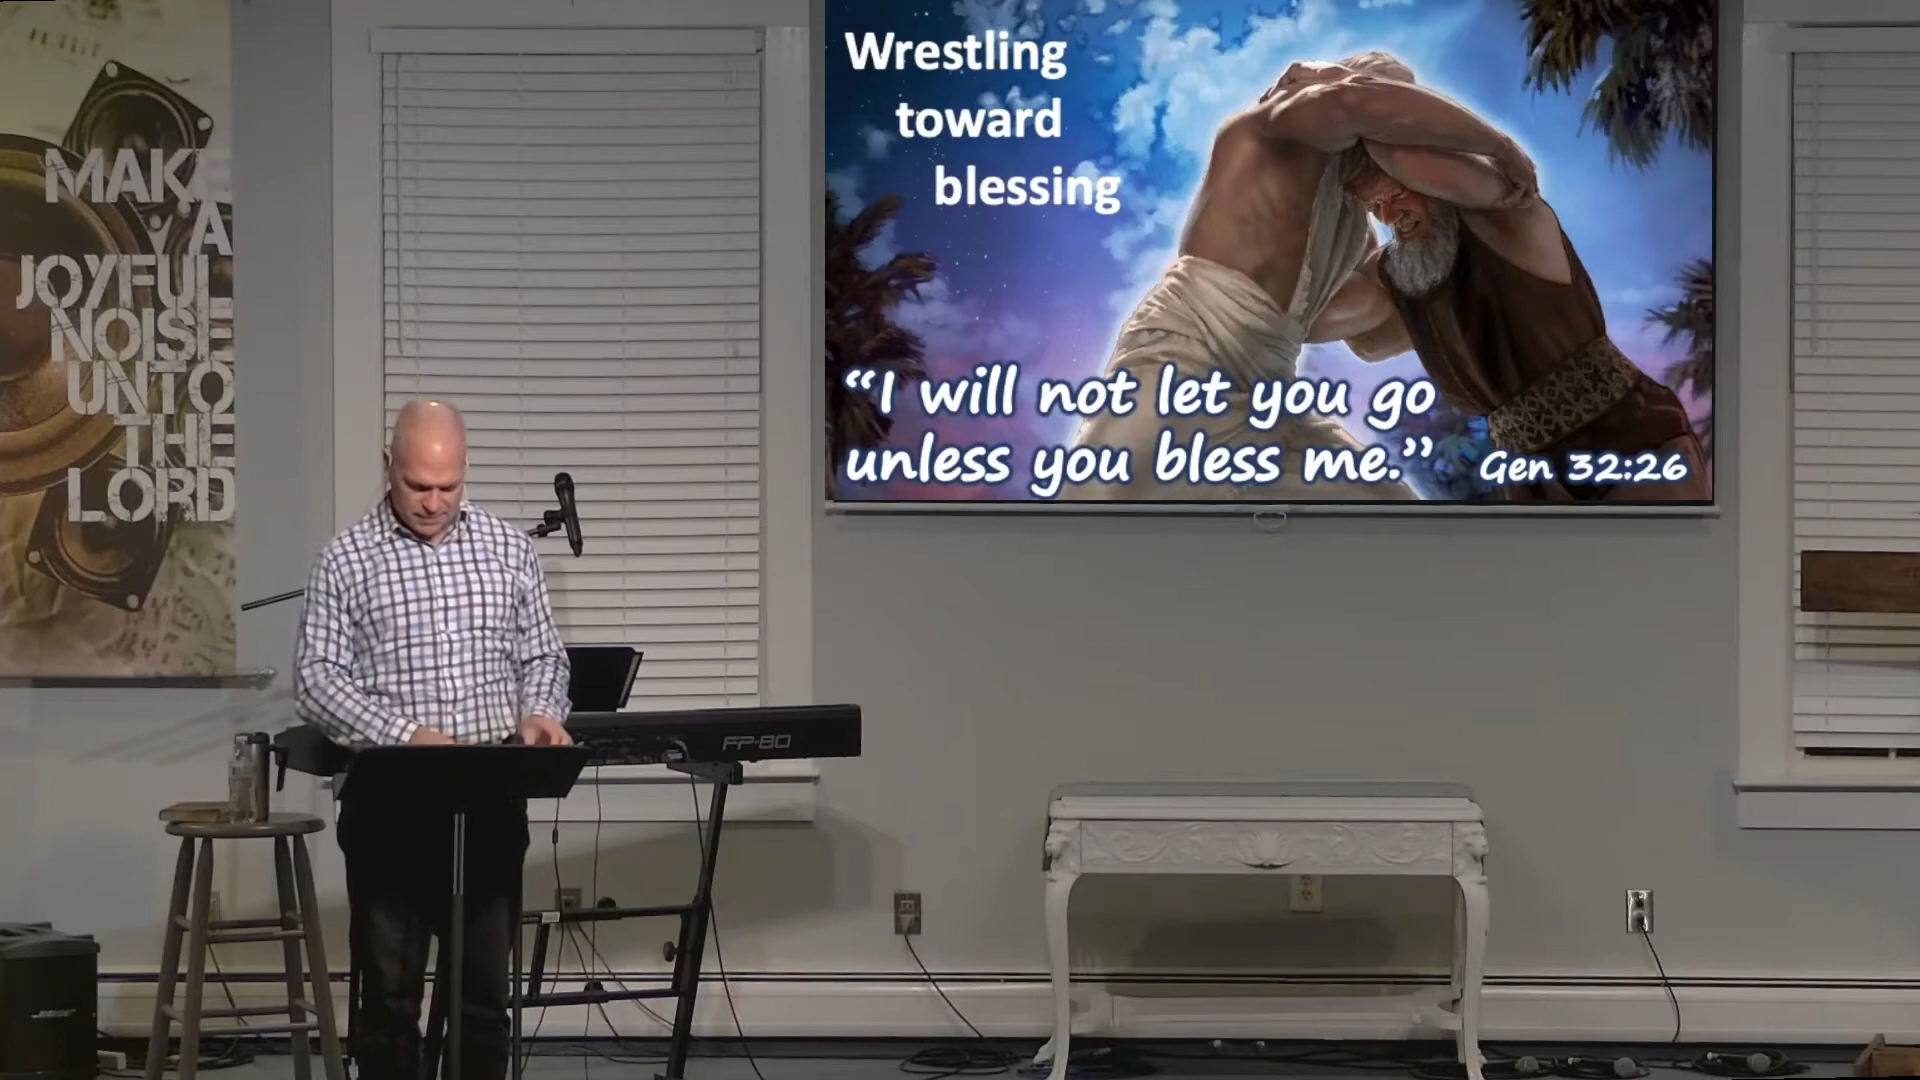 Wrestling
toward
blessing
“I will not let you go
unless you bless me.” Gen 32:26
MAKE
A
JOYFUL
NOISE
UNTO
THE
LORD
FP-80
BOSE